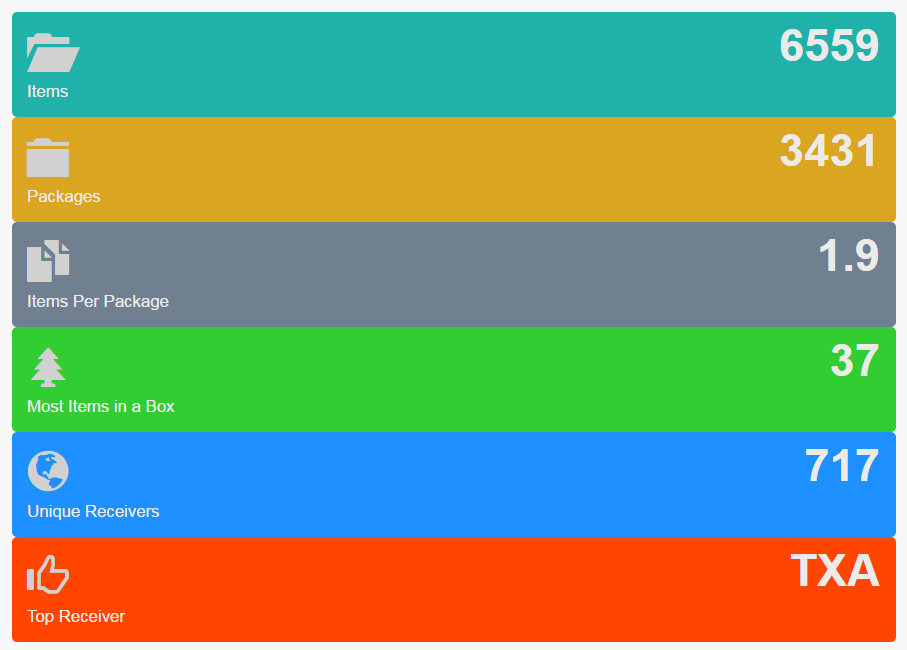 6559
Items
3431
Packages
1.9
Items Per Package
37
Most Items in a Box
717
Unique Receivers
TXA
Top Receiver